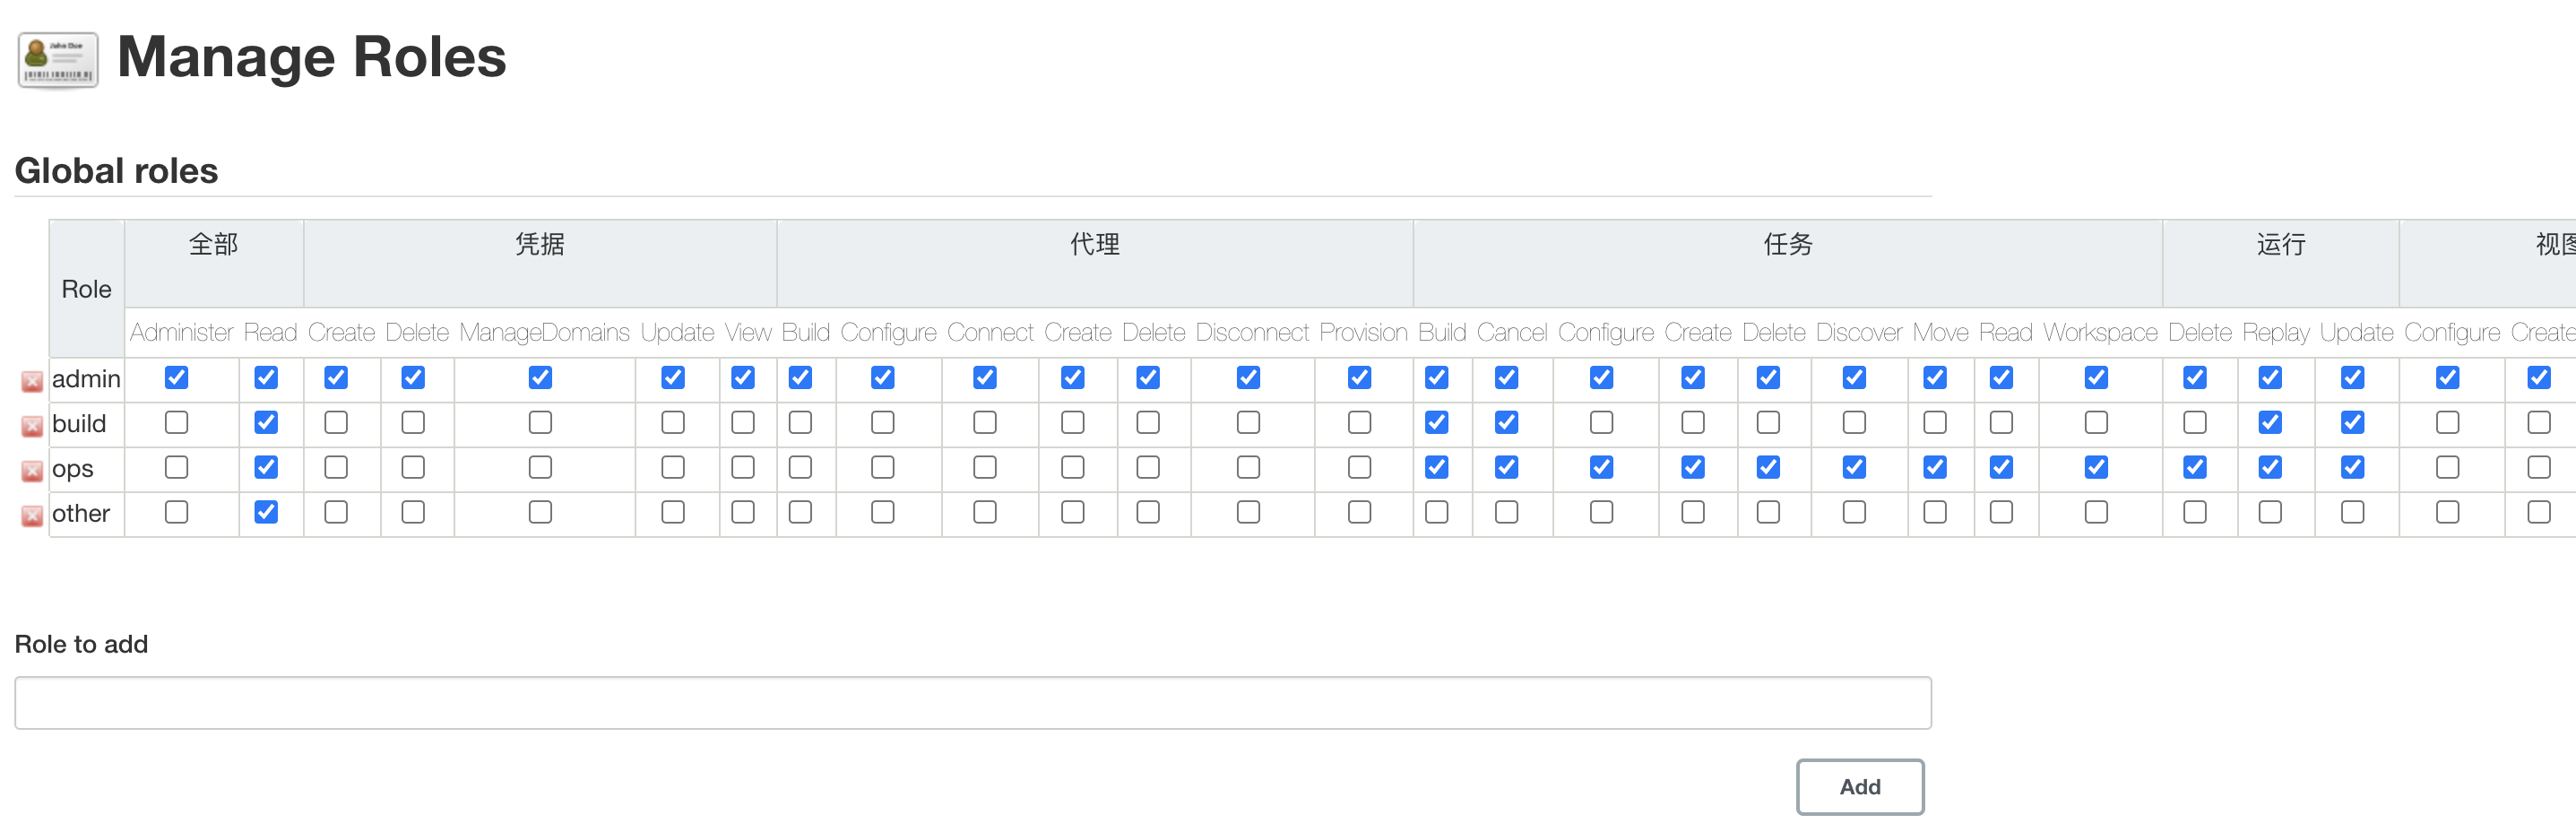 John Doe
Manage Roles
Global roles
Role 全部 凭据 代理 任务 运行
Administer Read Create Delete ManageDomains Update View Build Configure Connect Create Delete Disconnect Provision Build Cancel Configure Create Delete Discover Move Read Workspace Delete Replay Update Configure Create
admin
build
ops
other
Role to add
Add